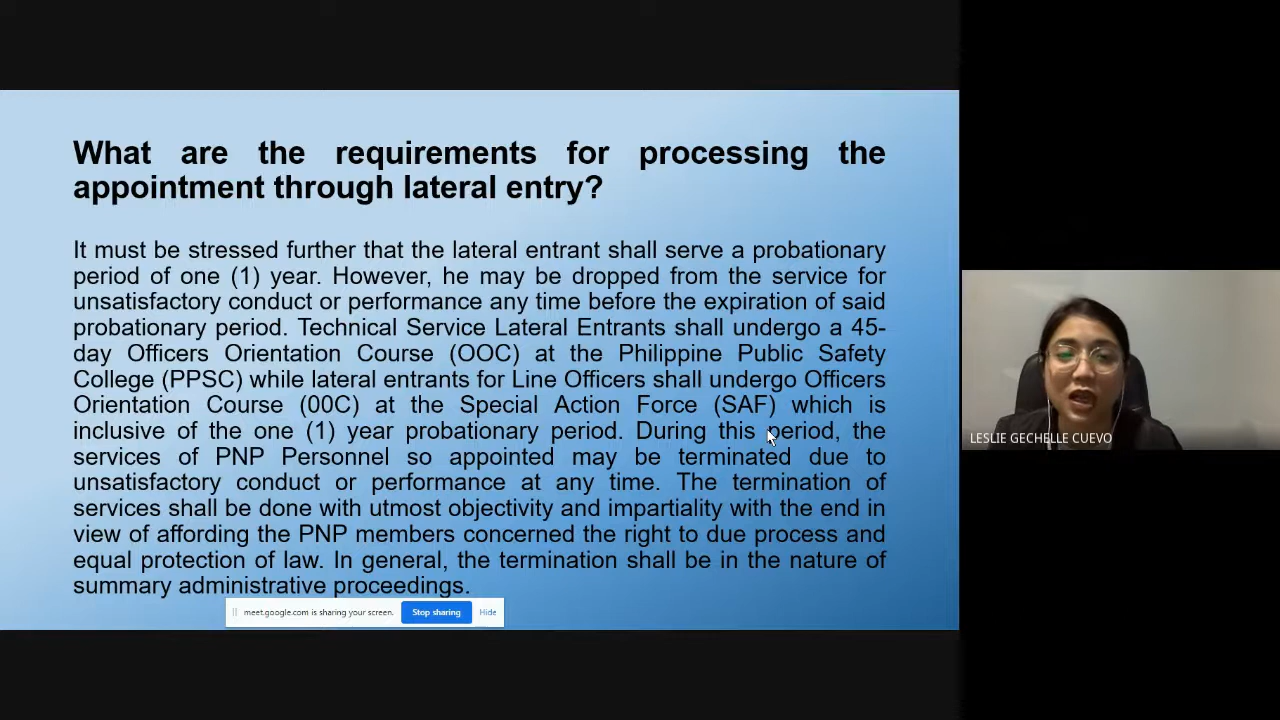 What are the requirements for processing the
appointment through lateral entry?
It must be stressed further that the lateral entrant shall serve a probationary
period of one (1) year. However, he may be dropped from the service for
unsatisfactory conduct or performance any time before the expiration of said
probationary period. Technical Service Lateral Entrants shall undergo a 45-
day Officers Orientation Course (OOC) at the Philippine Public Safety
College (PPSC) while lateral entrants for Line Officers shall undergo Officers
Orientation Course (00C) at the Special Action Force (SAF) which is
inclusive of the one (1) year probationary period. During this period, the
services of PNP Personnel so appointed may be terminated due to
unsatisfactory conduct or performance at any time. The termination of
services shall be done with utmost objectivity and impartiality with the end in
view of affording the PNP members concerned the right to due process and
equal protection of law. In general, the termination shall be in the nature of
summary administrative proceedings.
meet.google.com is sharing your screen. Stop sharing Hide
LESLIE GECHELLE CUEVO